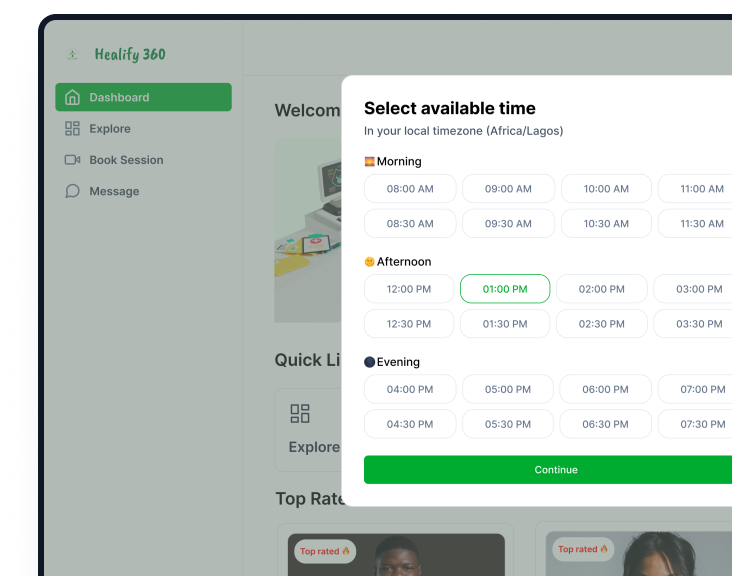 Healify 360
Dashboard
Explore
Book Session
Message
Welcom
Select available time
In your local timezone (Africa/Lagos)
Morning
08:00 AM 09:00 AM 10:00 AM 11:00 AM
08:30 AM 09:30 AM 10:30 AM 11:30 AM
Afternoon
12:00 PM 01:00 PM 02:00 PM 03:00 PM
12:30 PM 01:30 PM 02:30 PM 03:30 PM
Evening
04:00 PM 05:00 PM 06:00 PM 07:00 PM
04:30 PM 05:30 PM 06:30 PM 07:30 PM
Continue
Quick Li
Explore
Top Rate
Top rated
Top rated